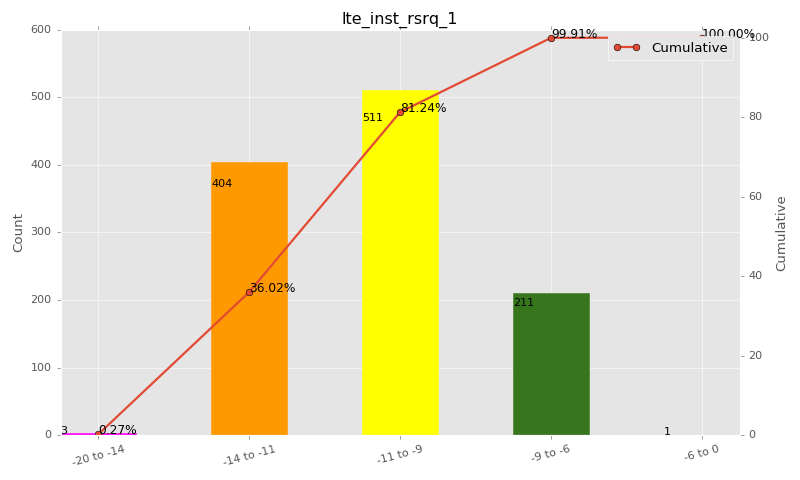 lte_inst_rsrq_1
600
500
400
300
200
100
0
Count
100
80
60
40
20
0
Cumulative
Cumulative
3
404
511
211
1
0.27%
36.02%
81.24%
99.91%
100.00%
-20 to -14
-14 to -11
-11 to -9
-9 to -6
-6 to 0